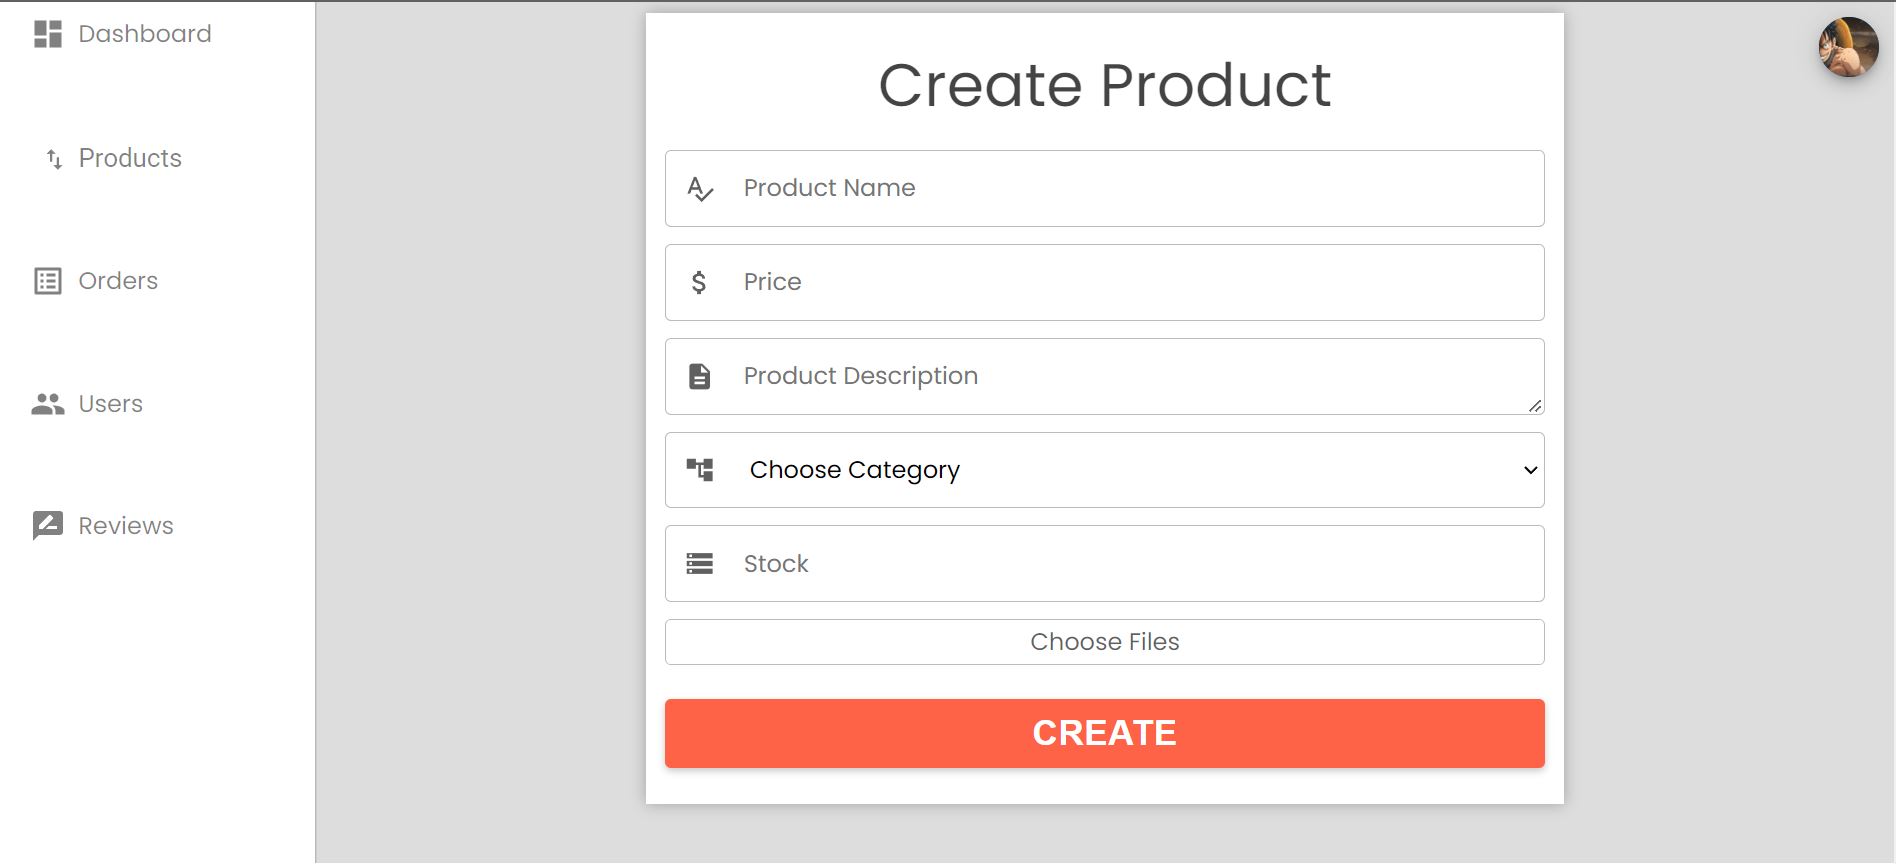 Dashboard
Products
Orders
Users
Reviews
Create Product
Product Name
Price
Product Description
Choose Category
Stock
Choose Files
CREATE